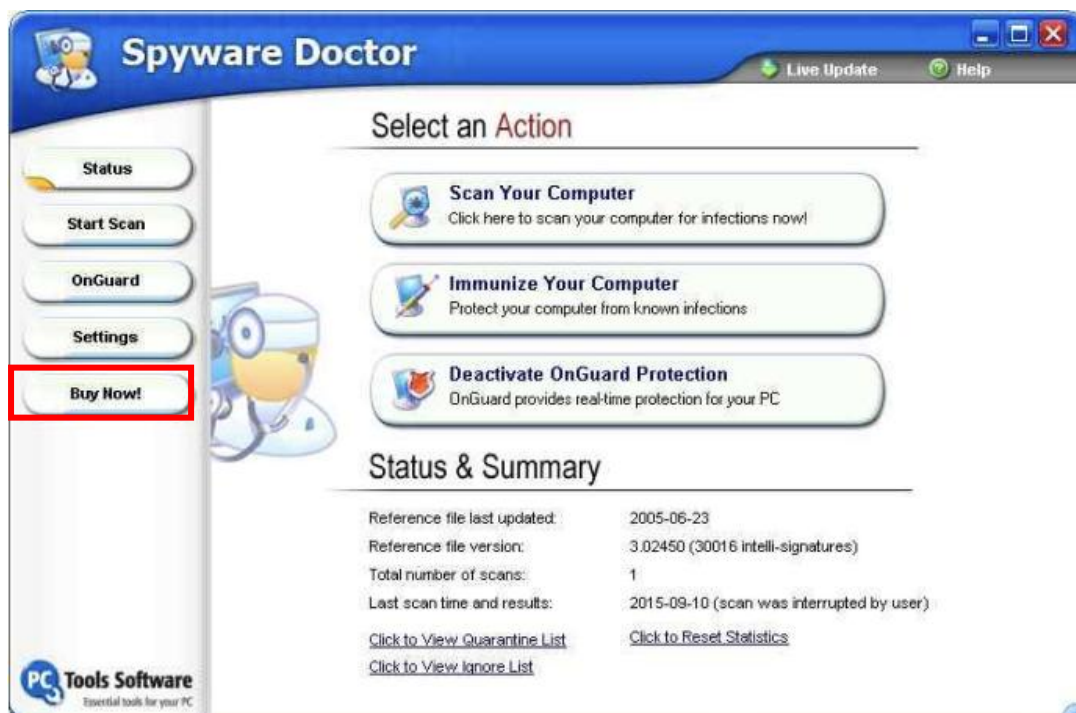 Spyware Doctor
Live Update
Help
Status
Start Scan
OnGuard
Settings
Buy Now!
Select an Action
Scan Your Computer
Click here to scan your computer for infections now!
Immunize Your Computer
Protect your computer from known infections
Deactivate OnGuard Protection
OnGuard provides real-time protection for your PC
Status & Summary
Reference file last updated: 2005-06-23
Reference file version: 3.02450 (30016 intelli-signatures)
Total number of scans: 1
Last scan time and results: 2015-09-10 (scan was interrupted by user)
Click to View Quarantine List Click to Reset Statistics
Click to View Ignore List
PC Tools Software
Essential tools for your PC